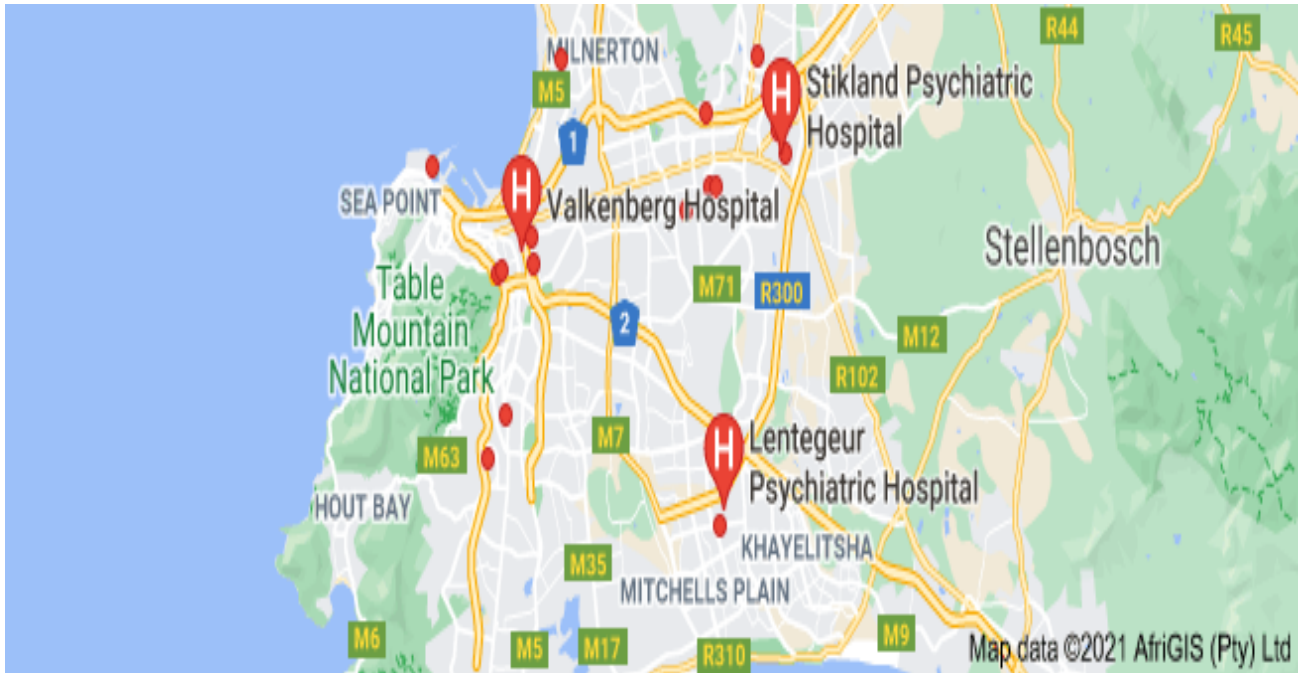 R44
R45
MILNERTON
M5
H
Stikland Psychiatric
Hospital
1
H
SEA POINT
Valkenberg Hospital
Stellenbosch
Table
Mountain
National Park
M71
R300
2
M12
R102
M7
H
Lentegeur
Psychiatric Hospital
M63
HOUT BAY
KHAYELITSHA
M35
MITCHELLS PLAIN
M6
M5
M17
R310
M9
Map data ©2021 AfriGIS (Pty) Ltd